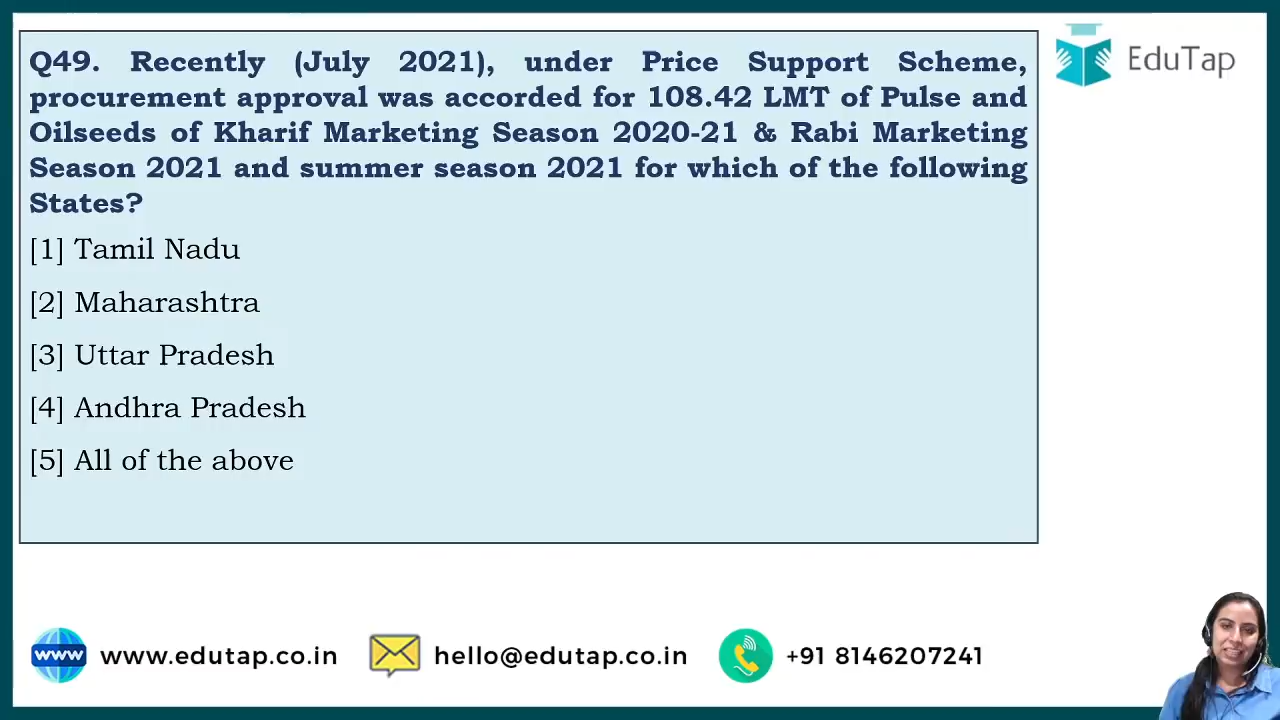 Q49. Recently (July 2021), under Price Support Scheme,
procurement approval was accorded for 108.42 LMT of Pulse and
Oilseeds of Kharif Marketing Season 2020-21 & Rabi Marketing
Season 2021 and summer season 2021 for which of the following
States?
[1] Tamil Nadu
[2] Maharashtra
[3] Uttar Pradesh
[4] Andhra Pradesh
[5] All of the above
EduTap
www www.edutap.co.in hello@edutap.co.in +91 8146207241